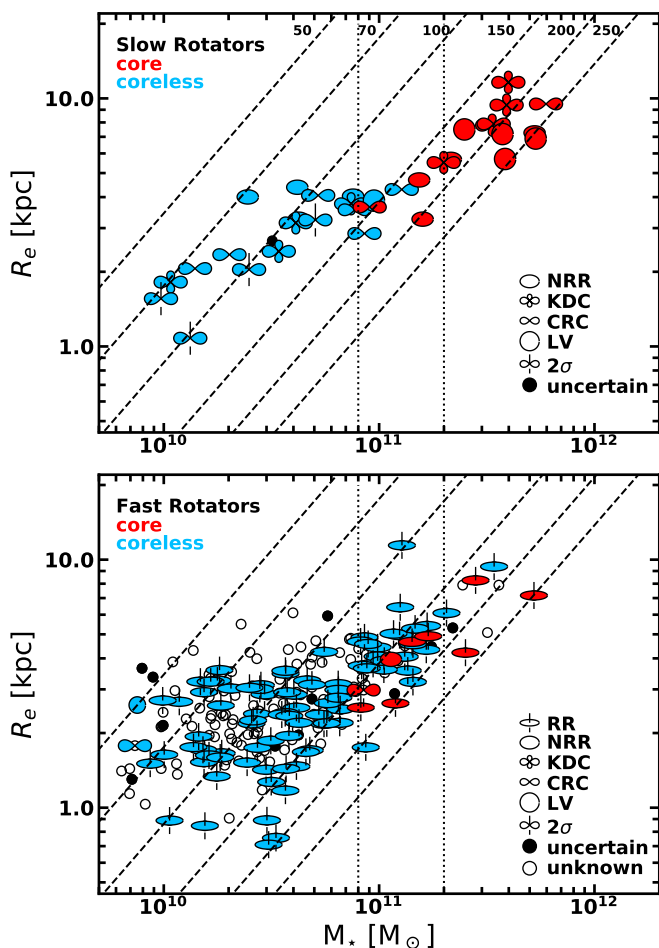 50 70 100 150 200 250
Slow Rotators
core
coreless
10.0
1.0
R_e [kpc]
NRR
KDC
CRC
LV
2σ
uncertain
10^10 10^11 10^12
Fast Rotators
core
coreless
10.0
1.0
R_e [kpc]
RR
NRR
KDC
CRC
LV
2σ
uncertain
unknown
10^10 10^11 10^12
M⋆ [M⊙]